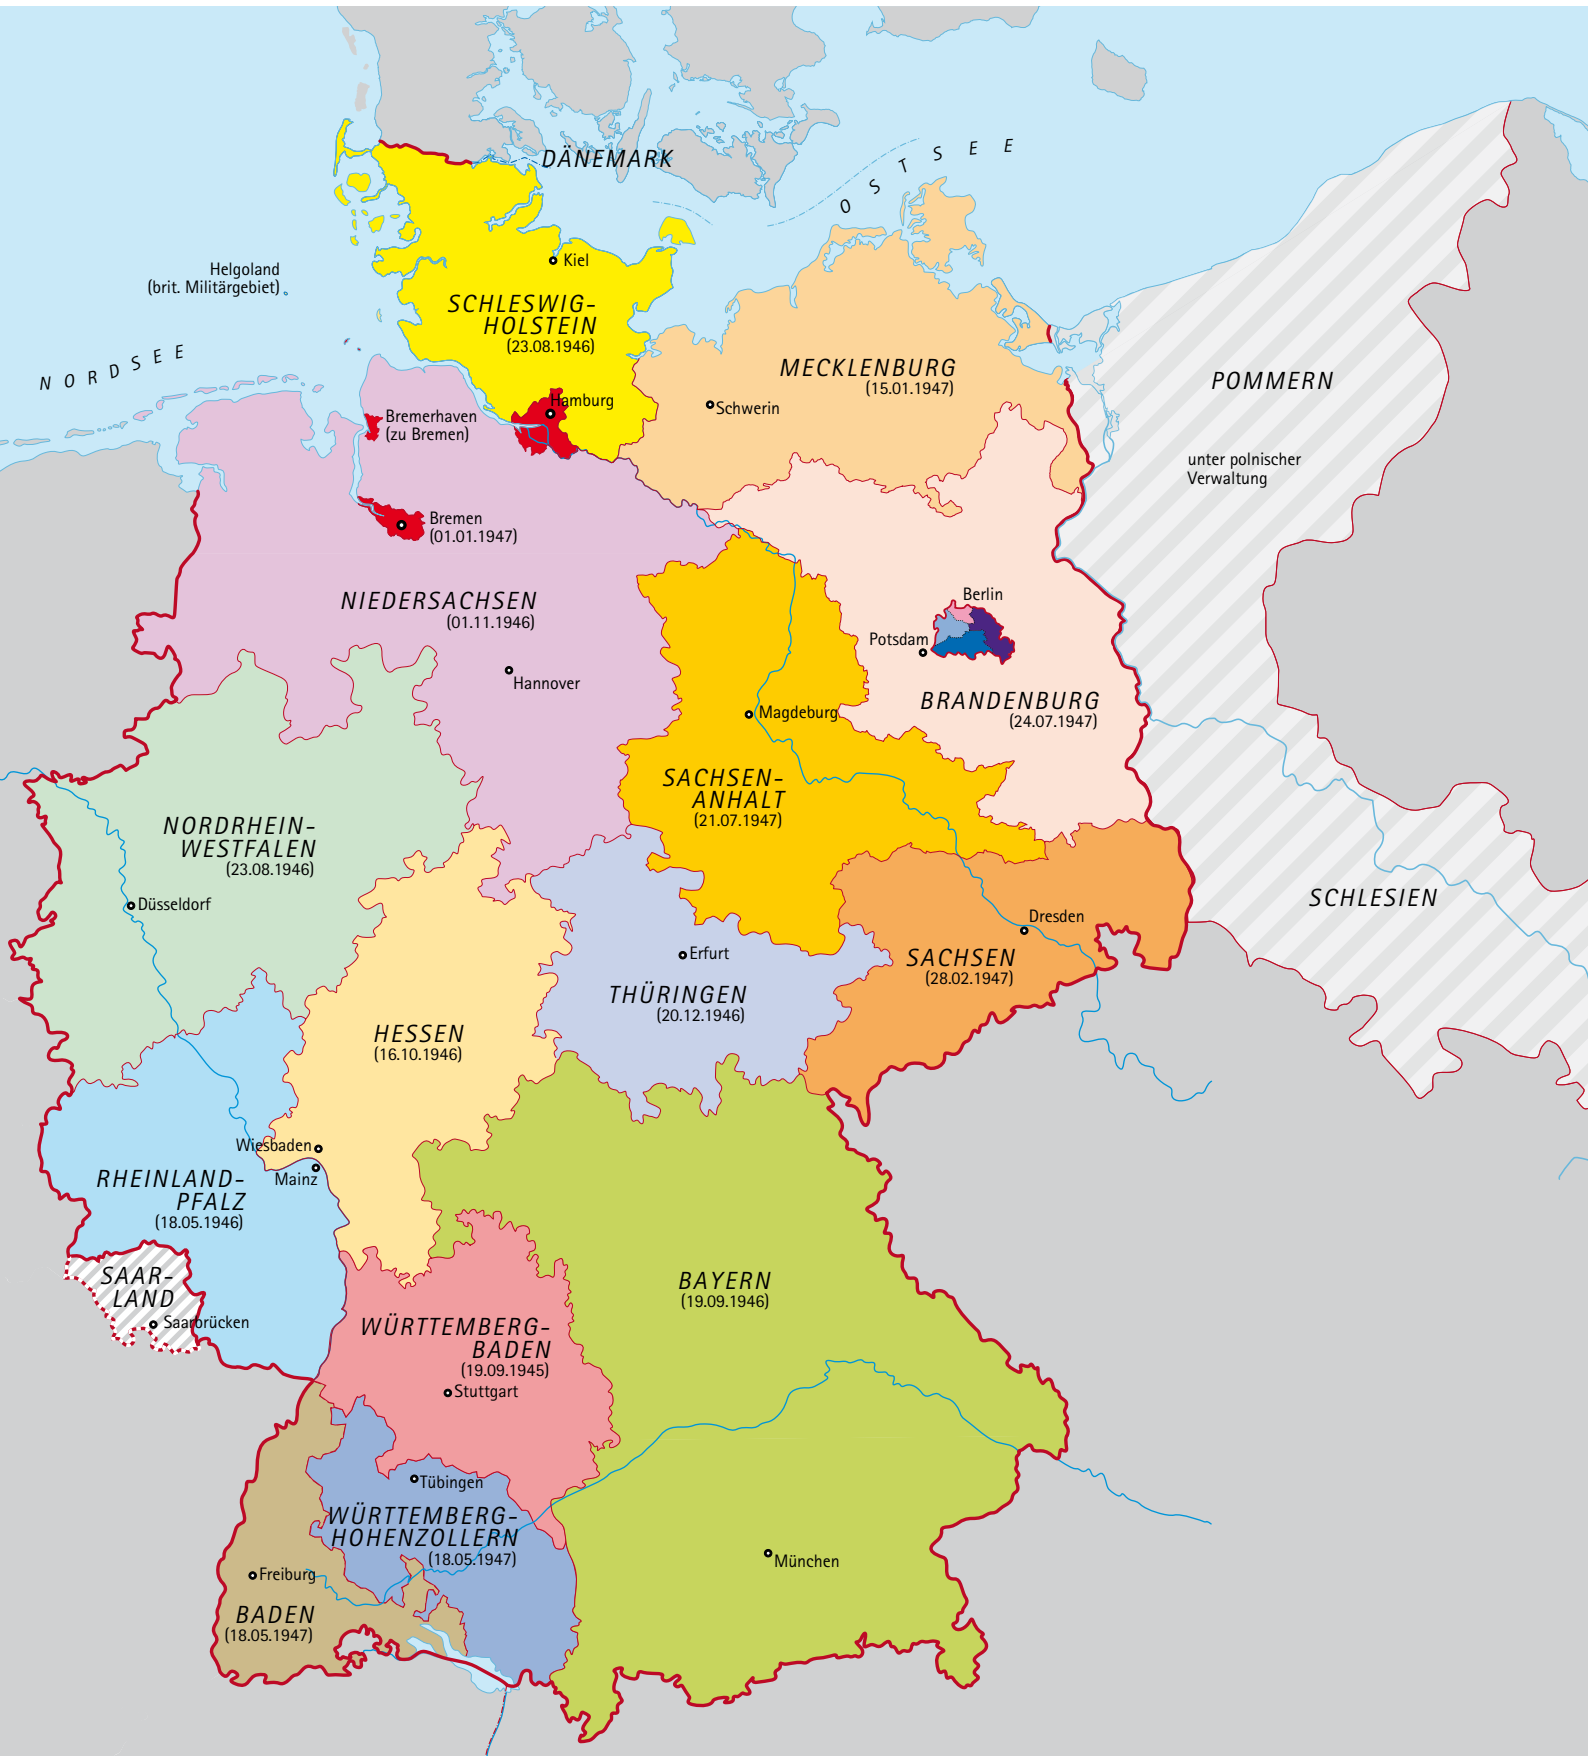 DÄNEMARK
OSTSEE
Kiel
Helgoland
(brit. Militärgebiet)
SCHLESWIG-
HOLSTEIN
(23.08.1946)
NORDSEE
MECKLENBURG
(15.01.1947)
POMMERN
Hamburg
Schwerin
Bremerhaven
(zu Bremen)
unter polnischer
Verwaltung
Bremen
(01.01.1947)
NIEDERSACHSEN
(01.11.1946)
Berlin
Potsdam
Hannover
BRANDENBURG
(24.07.1947)
Magdeburg
SACHSEN-
ANHALT
(21.07.1947)
NORDRHEIN-
WESTFALEN
(23.08.1946)
Düsseldorf
SCHLESIEN
Dresden
Erfurt
SACHSEN
(28.02.1947)
THÜRINGEN
(20.12.1946)
HESSEN
(16.10.1946)
Wiesbaden
Mainz
RHEINLAND-
PFALZ
(18.05.1946)
SAAR-
LAND
Saarbrücken
BAYERN
(19.09.1946)
WÜRTTEMBERG-
BADEN
(19.09.1945)
Stuttgart
Tübingen
WÜRTTEMBERG-
HOHENZOLLERN
(18.05.1947)
München
Freiburg
BADEN
(18.05.1947)